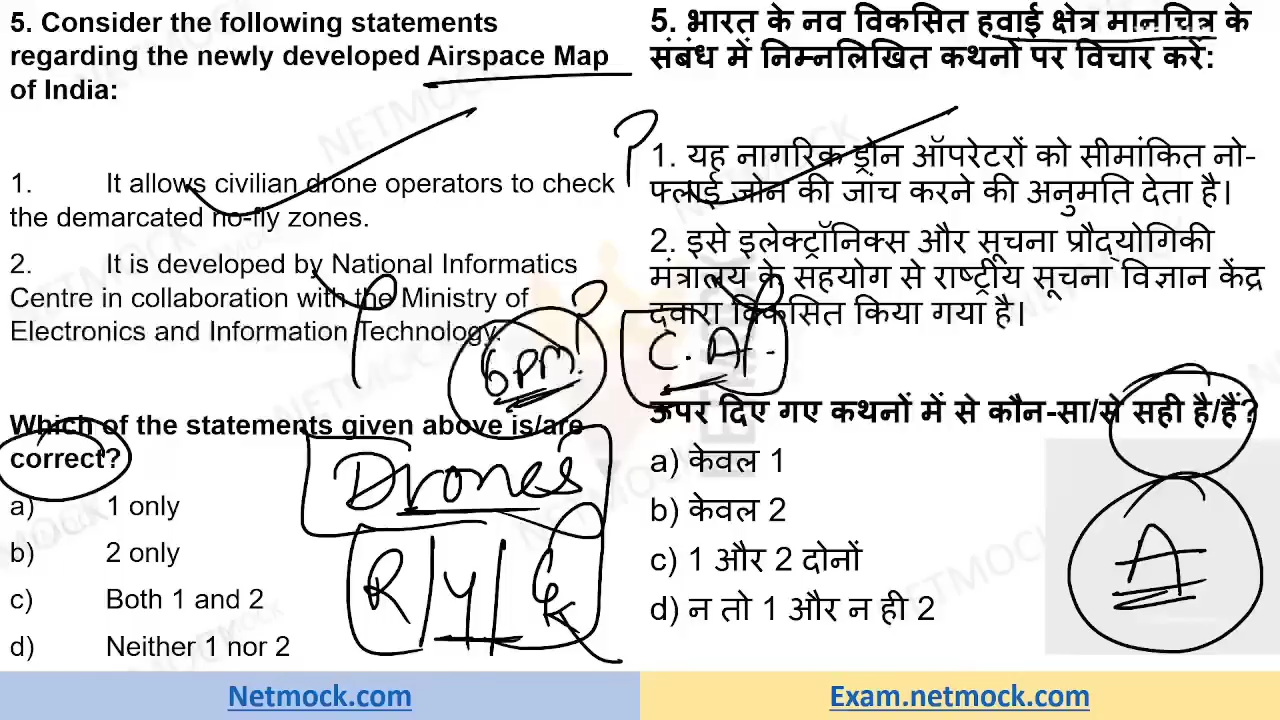 5. Consider the following statements
regarding the newly developed Airspace Map
of India:
1. It allows civilian drone operators to check
the demarcated no-fly zones.
2. It is developed by National Informatics
Centre in collaboration with the Ministry of
Electronics and Information Technology.
6pm
?
Which of the statements given above is/are
correct?
Drones
a) 1 only
b) 2 only
c) Both 1 and 2
d) Neither 1 nor 2
R | Y | G
5. भारत के नव विकसित हवाई क्षेत्र मानचित्र के
संबंध में निम्नलिखित कथनों पर विचार करें:
?
1. यह नागरिक ड्रोन ऑपरेटरों को सीमांकित नो-
फ्लाई जोन की जांच करने की अनुमति देता है।
2. इसे इलेक्ट्रॉनिक्स और सूचना प्रौद्योगिकी
मंत्रालय के सहयोग से राष्ट्रीय सूचना विज्ञान केंद्र
द्वारा विकसित किया गया है।
C. A.
ऊपर दिए गए कथनों में से कौन-सा/से सही है/हैं?
a) केवल 1
b) केवल 2
c) 1 और 2 दोनों
d) न तो 1 और न ही 2
A
NETMOCK
Netmock.com
Exam.netmock.com